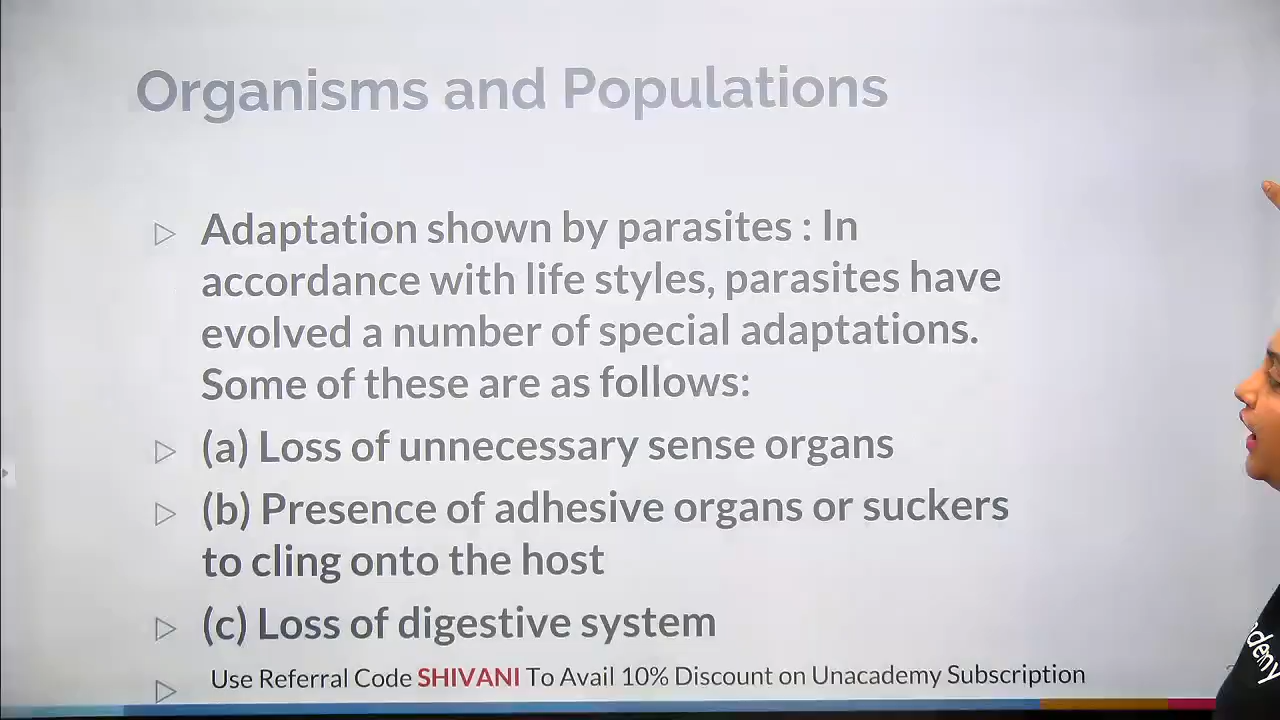 Organisms and Populations
Adaptation shown by parasites : In
accordance with life styles, parasites have
evolved a number of special adaptations.
Some of these are as follows:
(a) Loss of unnecessary sense organs
(b) Presence of adhesive organs or suckers
to cling onto the host
(c) Loss of digestive system
Use Referral Code SHIVANI To Avail 10% Discount on Unacademy Subscription